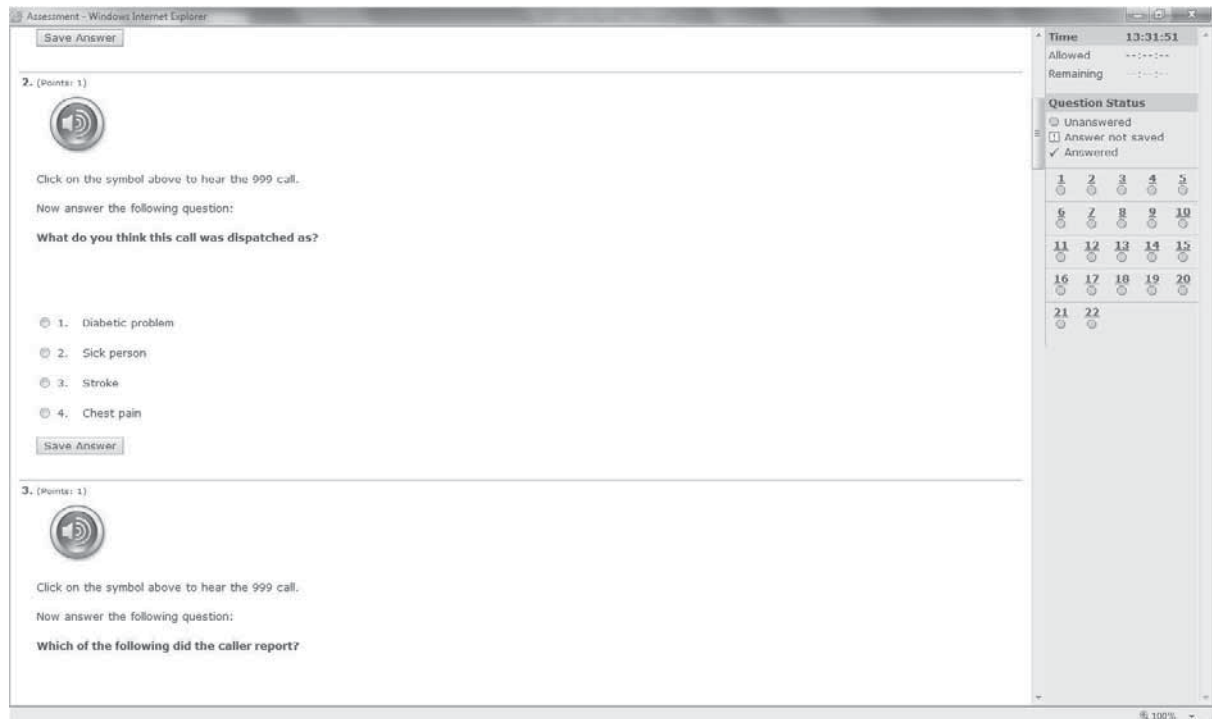 Assessment - Windows Internet Explorer
Save Answer
2. (Points: 1)
Click on the symbol above to hear the 999 call.
Now answer the following question:
What do you think this call was dispatched as?
1. Diabetic problem
2. Sick person
3. Stroke
4. Chest pain
Save Answer
3. (Points: 1)
Click on the symbol above to hear the 999 call.
Now answer the following question:
Which of the following did the caller report?
Time 13:31:51
Allowed --:--:--
Remaining --:--:--
Question Status
Unanswered
Answer not saved
Answered
1 2 3 4 5
6 7 8 9 10
11 12 13 14 15
16 17 18 19 20
21 22
100%